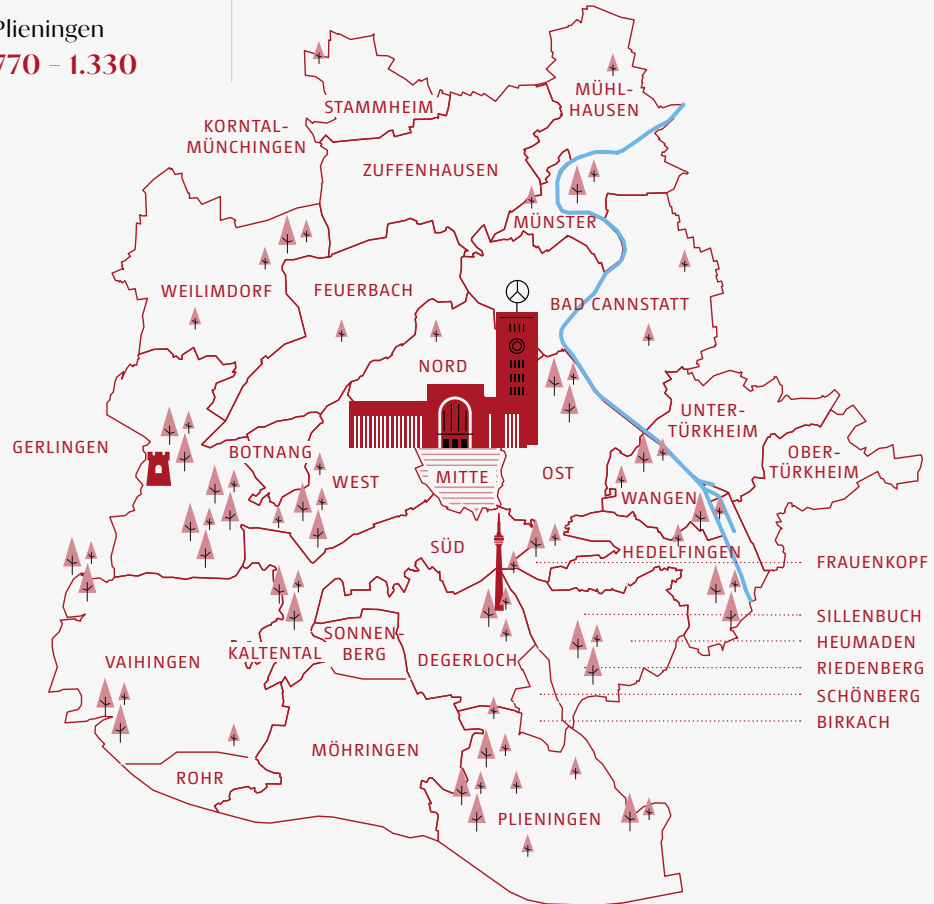 Plieningen
770 – 1.330
STAMMHEIM
MÜHL-
HAUSEN
KORNTAL-
MÜNCHINGEN
ZUFFENHAUSEN
MÜNSTER
WEILIMDORF
FEUERBACH
BAD CANNSTATT
NORD
UNTER-
TÜRKHEIM
GERLINGEN
BOTNANG
WEST
MITTE
OST
OBER-
TÜRKHEIM
WANGEN
SÜD
HEDELFINGEN
FRAUENKOPF
SILLENBUCH
HEUMADEN
RIEDENBERG
SCHÖNBERG
BIRKACH
VAIHINGEN
KALTENTAL
SONNEN-
BERG
DEGERLOCH
MÖHRINGEN
ROHR
PLIENINGEN